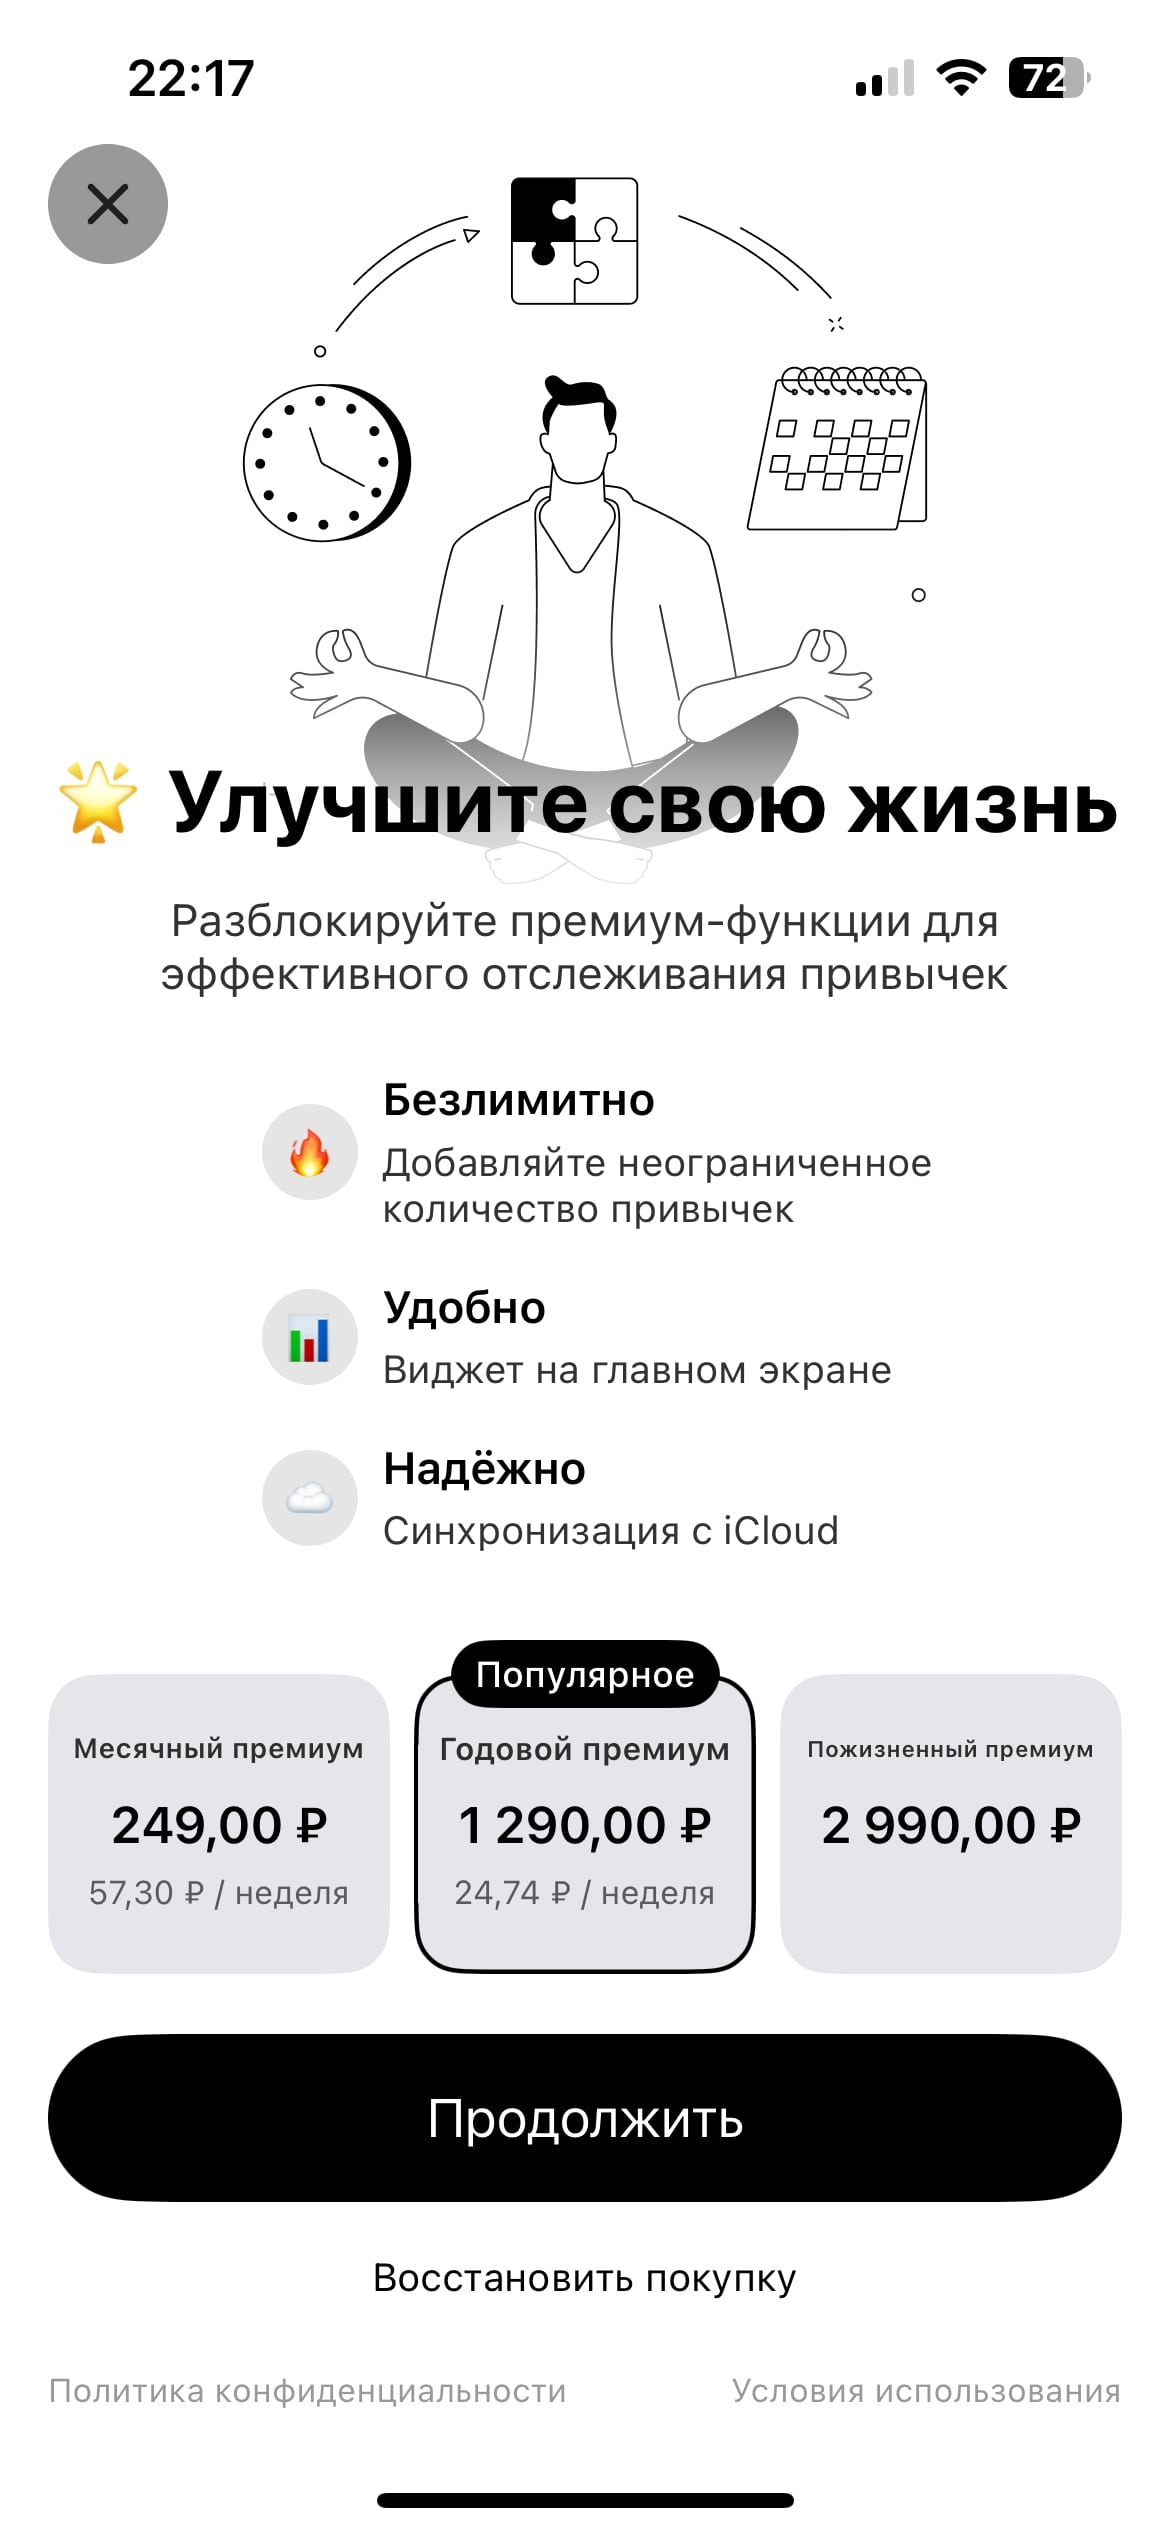 22:17
72
🌟 Улучшите свою жизнь
Разблокируйте премиум-функции для
эффективного отслеживания привычек
Безлимитно
Добавляйте неограниченное
количество привычек
Удобно
Виджет на главном экране
Надёжно
Синхронизация с iCloud
Популярное
Месячный премиум
249,00 ₽
57,30 ₽ / неделя
Годовой премиум
1 290,00 ₽
24,74 ₽ / неделя
Пожизненный премиум
2 990,00 ₽
Продолжить
Восстановить покупку
Политика конфиденциальности
Условия использования